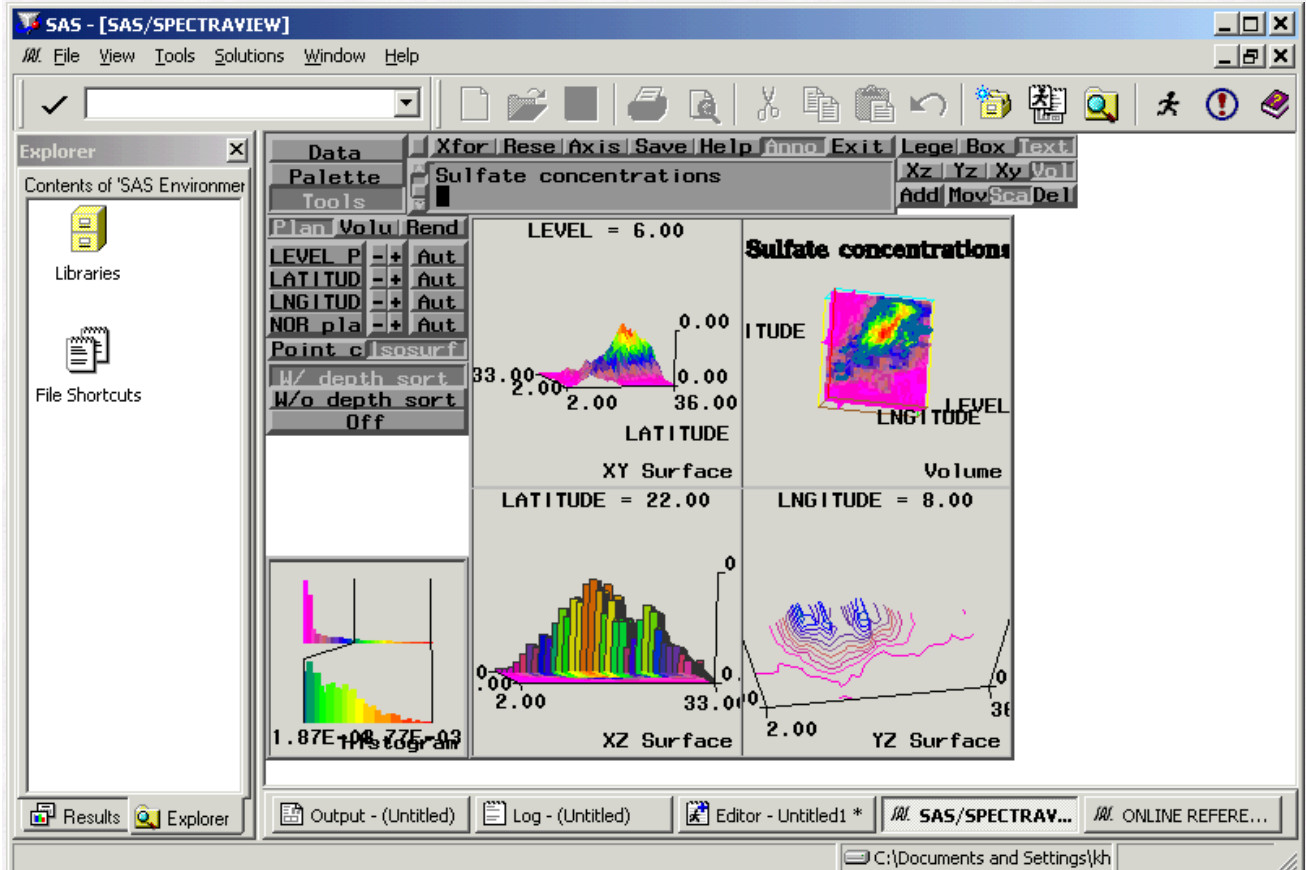 SAS - [SAS/SPECTRAVIEW]
File View Tools Solutions Window Help
Explorer
Contents of 'SAS Environmer
Libraries
File Shortcuts
Results Explorer
Data
Palette
Tools
Xfor Rese Axis Save Help Anno Exit
Lege Box Text
Sulfate concentrations
Xz Yz Xy Vol
Add Mov Sca Del
Plan Volu Rend
LEVEL P - + Aut
LATITUD - + Aut
LNGITUD - + Aut
NOR pla - + Aut
Point c Isosurf
W/ depth sort
W/o depth sort
Off
LEVEL = 6.00
0.00
33.00
0.00
2.00
2.00
36.00
LATITUDE
XY Surface
Sulfate concentrations
ITUDE
LEVEL
LNGITUDE
Volume
LATITUDE = 22.00
0
0
0.
.00
2.00
33.00
XZ Surface
LNGITUDE = 8.00
0
0
2.00
36
YZ Surface
Histogram
Output - (Untitled)
Log - (Untitled)
Editor - Untitled1 *
SAS/SPECTRAV...
ONLINE REFERE...
C:\Documents and Settings\kh